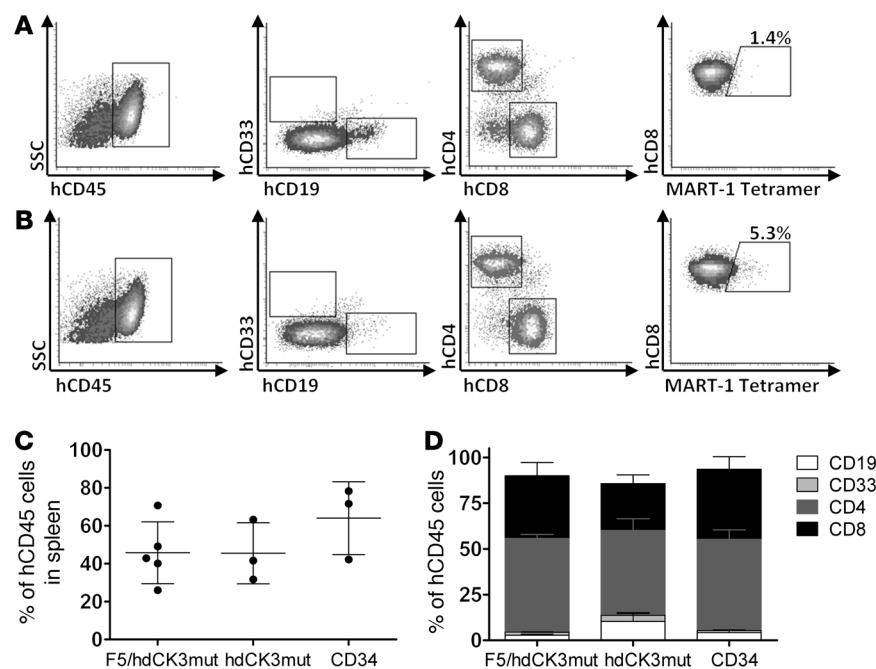 A
1.4%
SSC
hCD33
hCD4
hCD8
hCD45
hCD19
hCD8
MART-1 Tetramer
B
5.3%
SSC
hCD33
hCD4
hCD8
hCD45
hCD19
hCD8
MART-1 Tetramer
C
% of hCD45 cells
in spleen
100
80
60
40
20
0
F5/hdCK3mut hdCK3mut CD34
D
% of hCD45 cells
100
75
50
25
0
F5/hdCK3mut hdCK3mut CD34
CD19
CD33
CD4
CD8